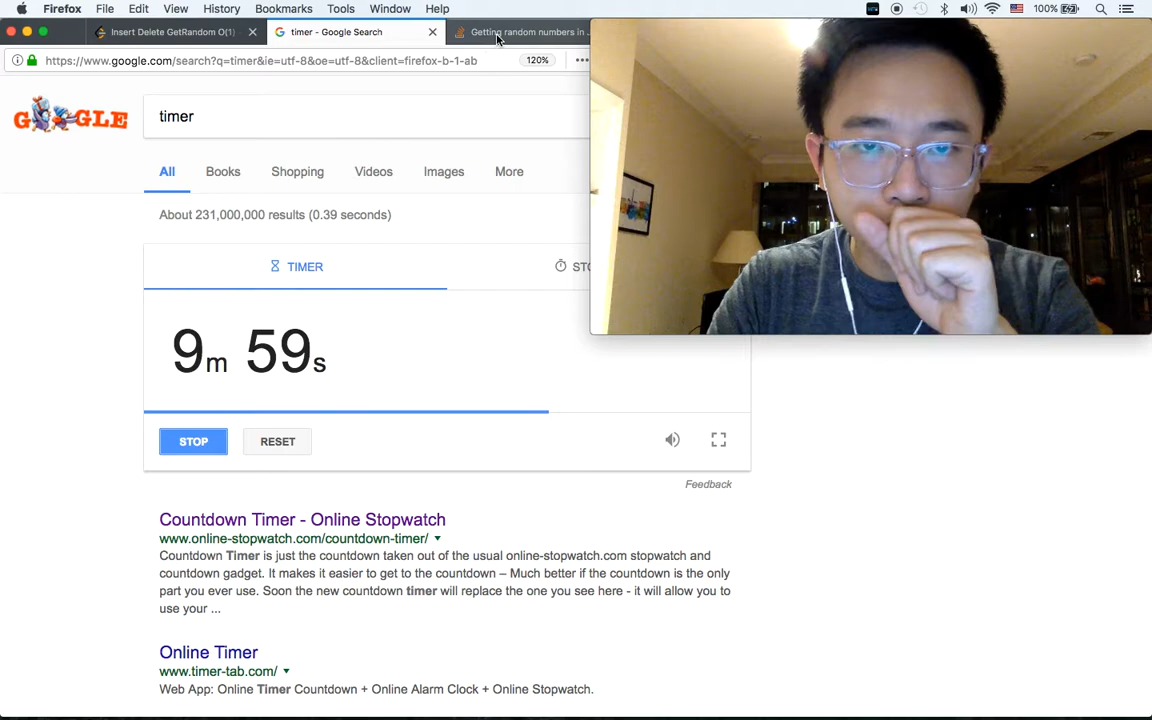 Firefox File Edit View History Bookmarks Tools Window Help 100%
Insert Delete GetRandom O(1) timer - Google Search Getting random numbers in ...
https://www.google.com/search?q=timer&ie=utf-8&oe=utf-8&client=firefox-b-1-ab 120%
GOOGLE timer
All Books Shopping Videos Images More
About 231,000,000 results (0.39 seconds)
TIMER STO
9m 59s
STOP RESET
Feedback
Countdown Timer - Online Stopwatch
www.online-stopwatch.com/countdown-timer/
Countdown Timer is just the countdown taken out of the usual online-stopwatch.com stopwatch and
countdown gadget. It makes it easier to get to the countdown – Much better if the countdown is the only
part you ever use. Soon the new countdown timer will replace the one you see here - it will allow you to
use your ...
Online Timer
www.timer-tab.com/
Web App: Online Timer Countdown + Online Alarm Clock + Online Stopwatch.